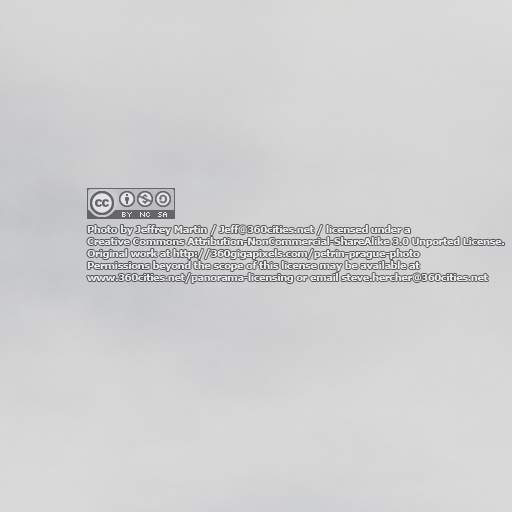 cc BY NC SA
Photo by Jeffrey Martin / Jeff@360cities.net / licensed under a
Creative Commons Attribution-NonCommercial-ShareAlike 3.0 Unported License.
Original work at http://360gigapixels.com/petrin-prague-photo
Permissions beyond the scope of this license may be available at
www.360cities.net/panorama-licensing or email steve.hercher@360cities.net